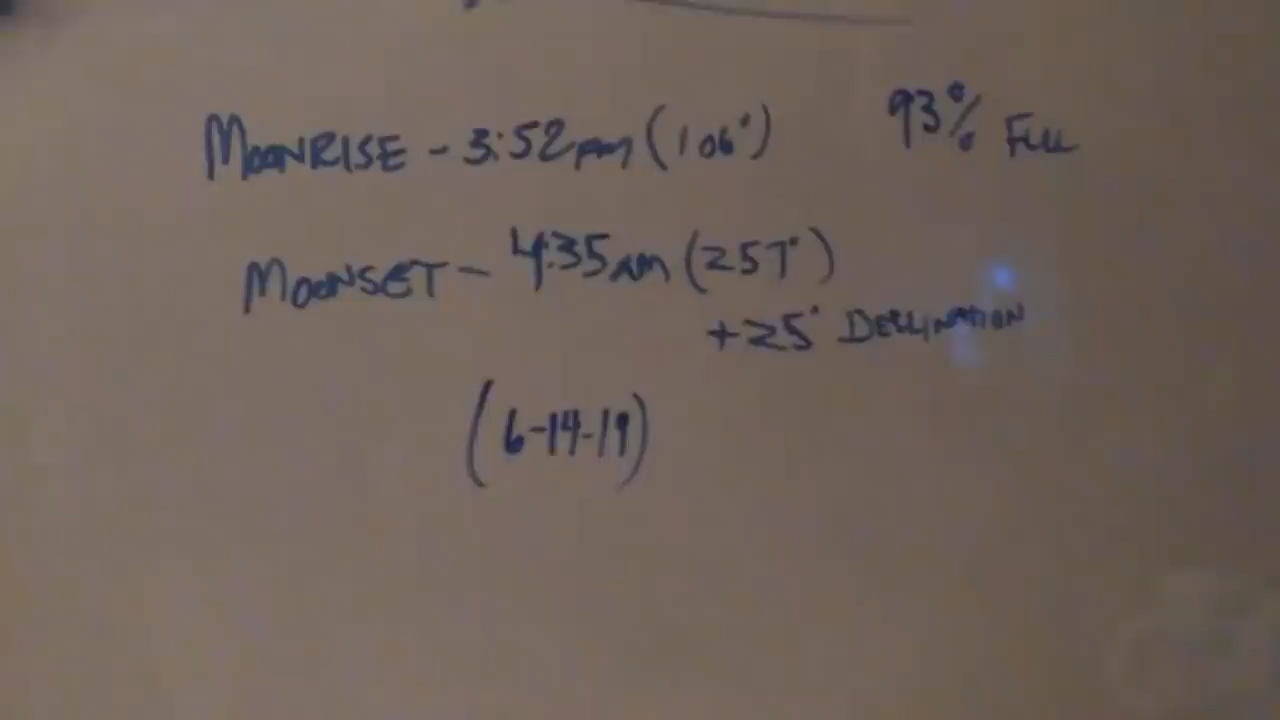 MOONRISE - 3:52PM (106°) 93% FULL
MOONSET - 4:35AM (257°)
+25° DECLINATION
(6-14-19)